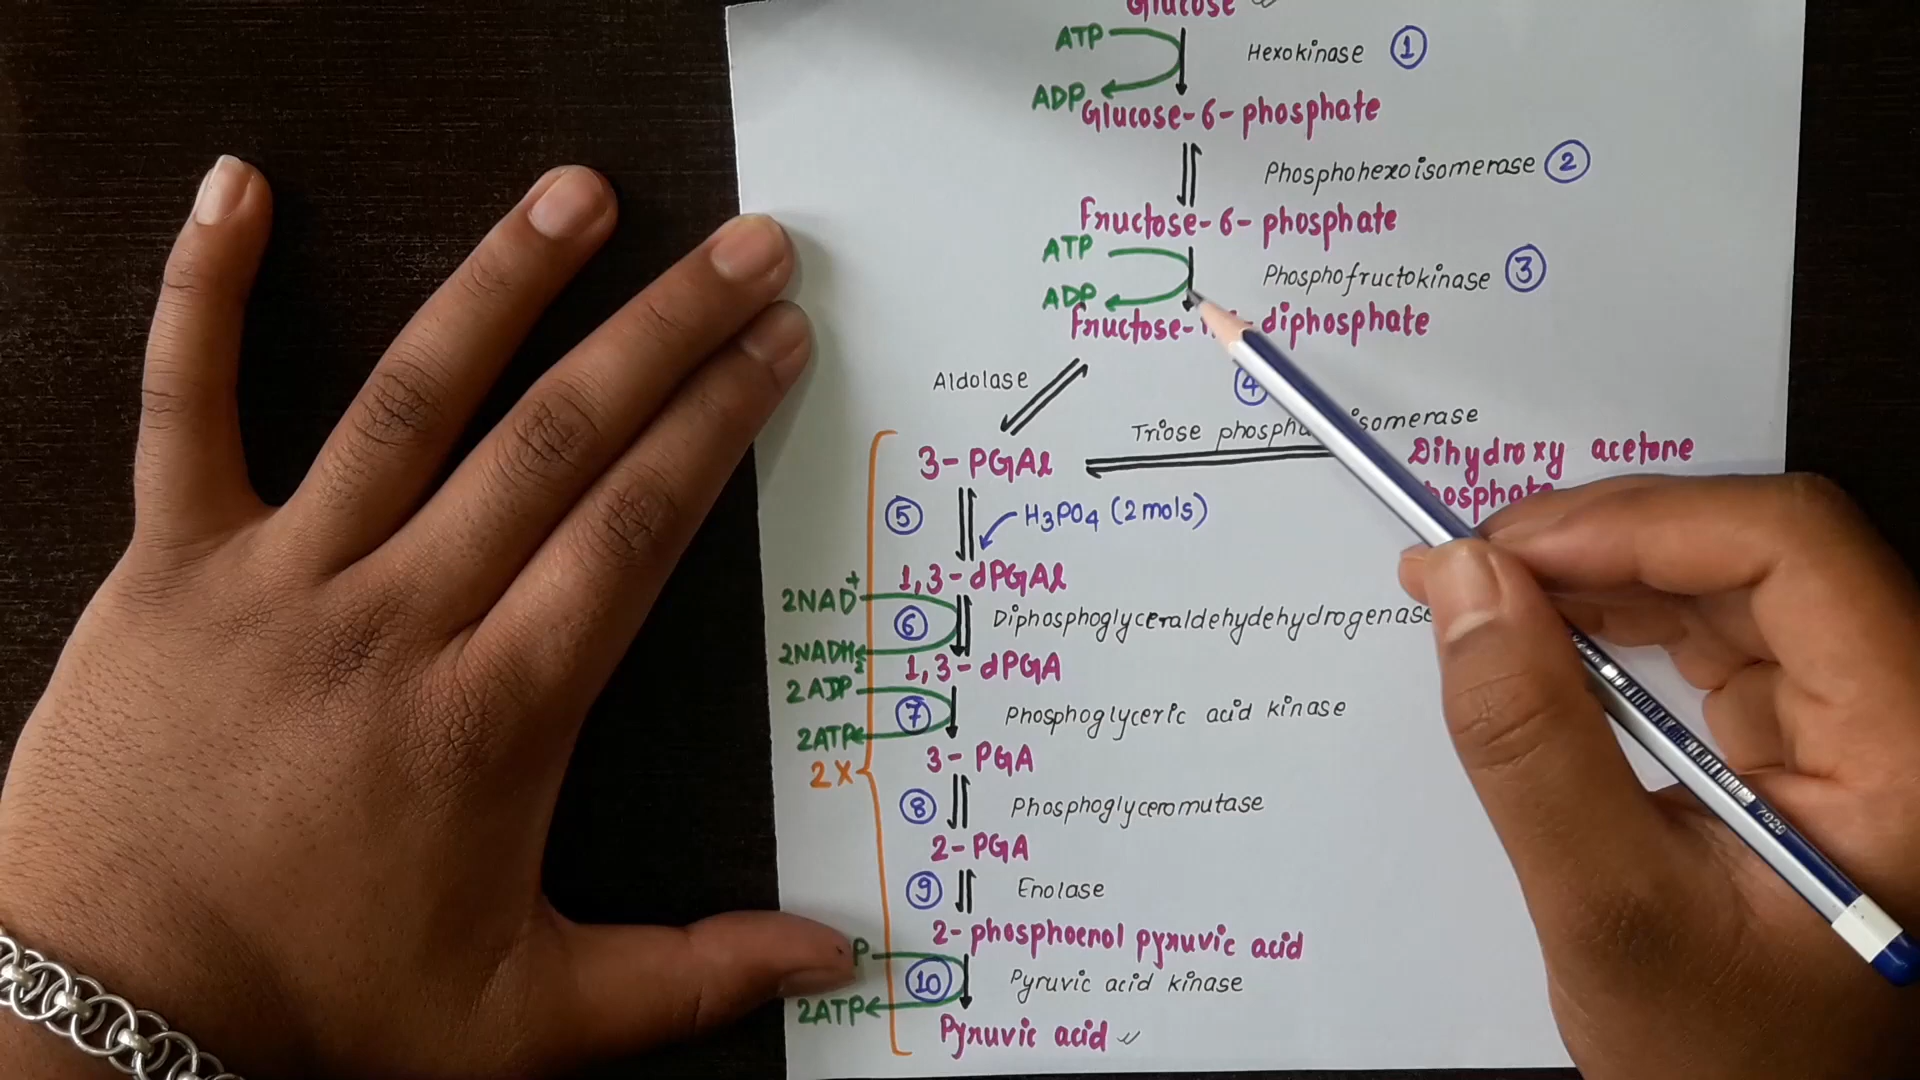 Glucose
ATP
Hexokinase 1
ADP
Glucose-6-phosphate
Phosphohexoisomerase 2
Fructose-6-phosphate
ATP
Phosphofructokinase 3
ADP
Fructose- diphosphate
Aldolase
4
Triose isomerase
3-PGAl
Dihydroxy acetone
5
H3PO4 (2 mols)
1,3-dPGAl
2NAD+
6 Diphosphoglyceraldehydehydrogenase
2NADH2
1,3-dPGA
2ADP
7 Phosphoglyceric acid kinase
2ATP
3-PGA
2X
8 Phosphoglyceromutase
2-PGA
9 Enolase
2-phosphoenol pyruvic acid
10 Pyruvic acid kinase
2ATP
Pyruvic acid
7029